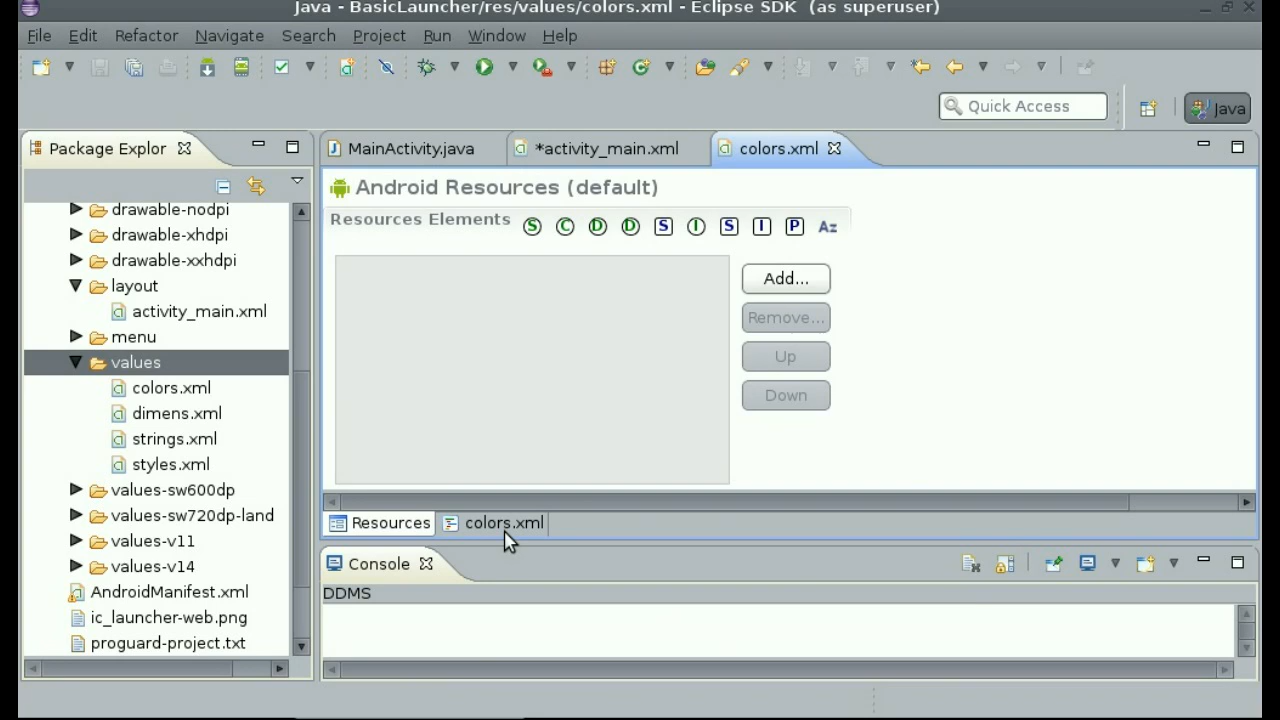 Java - BasicLauncher/res/values/colors.xml - Eclipse SDK (as superuser)
File Edit Refactor Navigate Search Project Run Window Help
Quick Access
Java
Package Explor
MainActivity.java
*activity_main.xml
colors.xml
Android Resources (default)
Resources Elements
S C D D S I S I P Az
Add...
Remove...
Up
Down
drawable-nodpi
drawable-xhdpi
drawable-xxhdpi
layout
activity_main.xml
menu
values
colors.xml
dimens.xml
strings.xml
styles.xml
values-sw600dp
values-sw720dp-land
values-v11
values-v14
AndroidManifest.xml
ic_launcher-web.png
proguard-project.txt
Resources
colors.xml
Console
DDMS